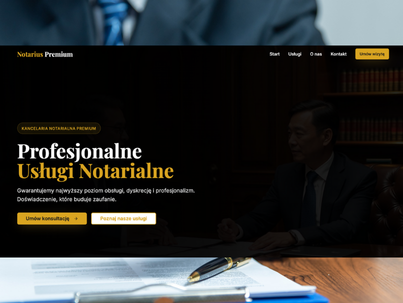 Notarius Premium
Start Usługi O nas Kontakt Umów wizytę
KANCELARIA NOTARIALNA PREMIUM
Profesjonalne
Usługi Notarialne
Gwarantujemy najwyższy poziom obsługi, dyskrecję i profesjonalizm.
Doświadczenie, które buduje zaufanie.
Umów konsultację →
Poznaj nasze usługi